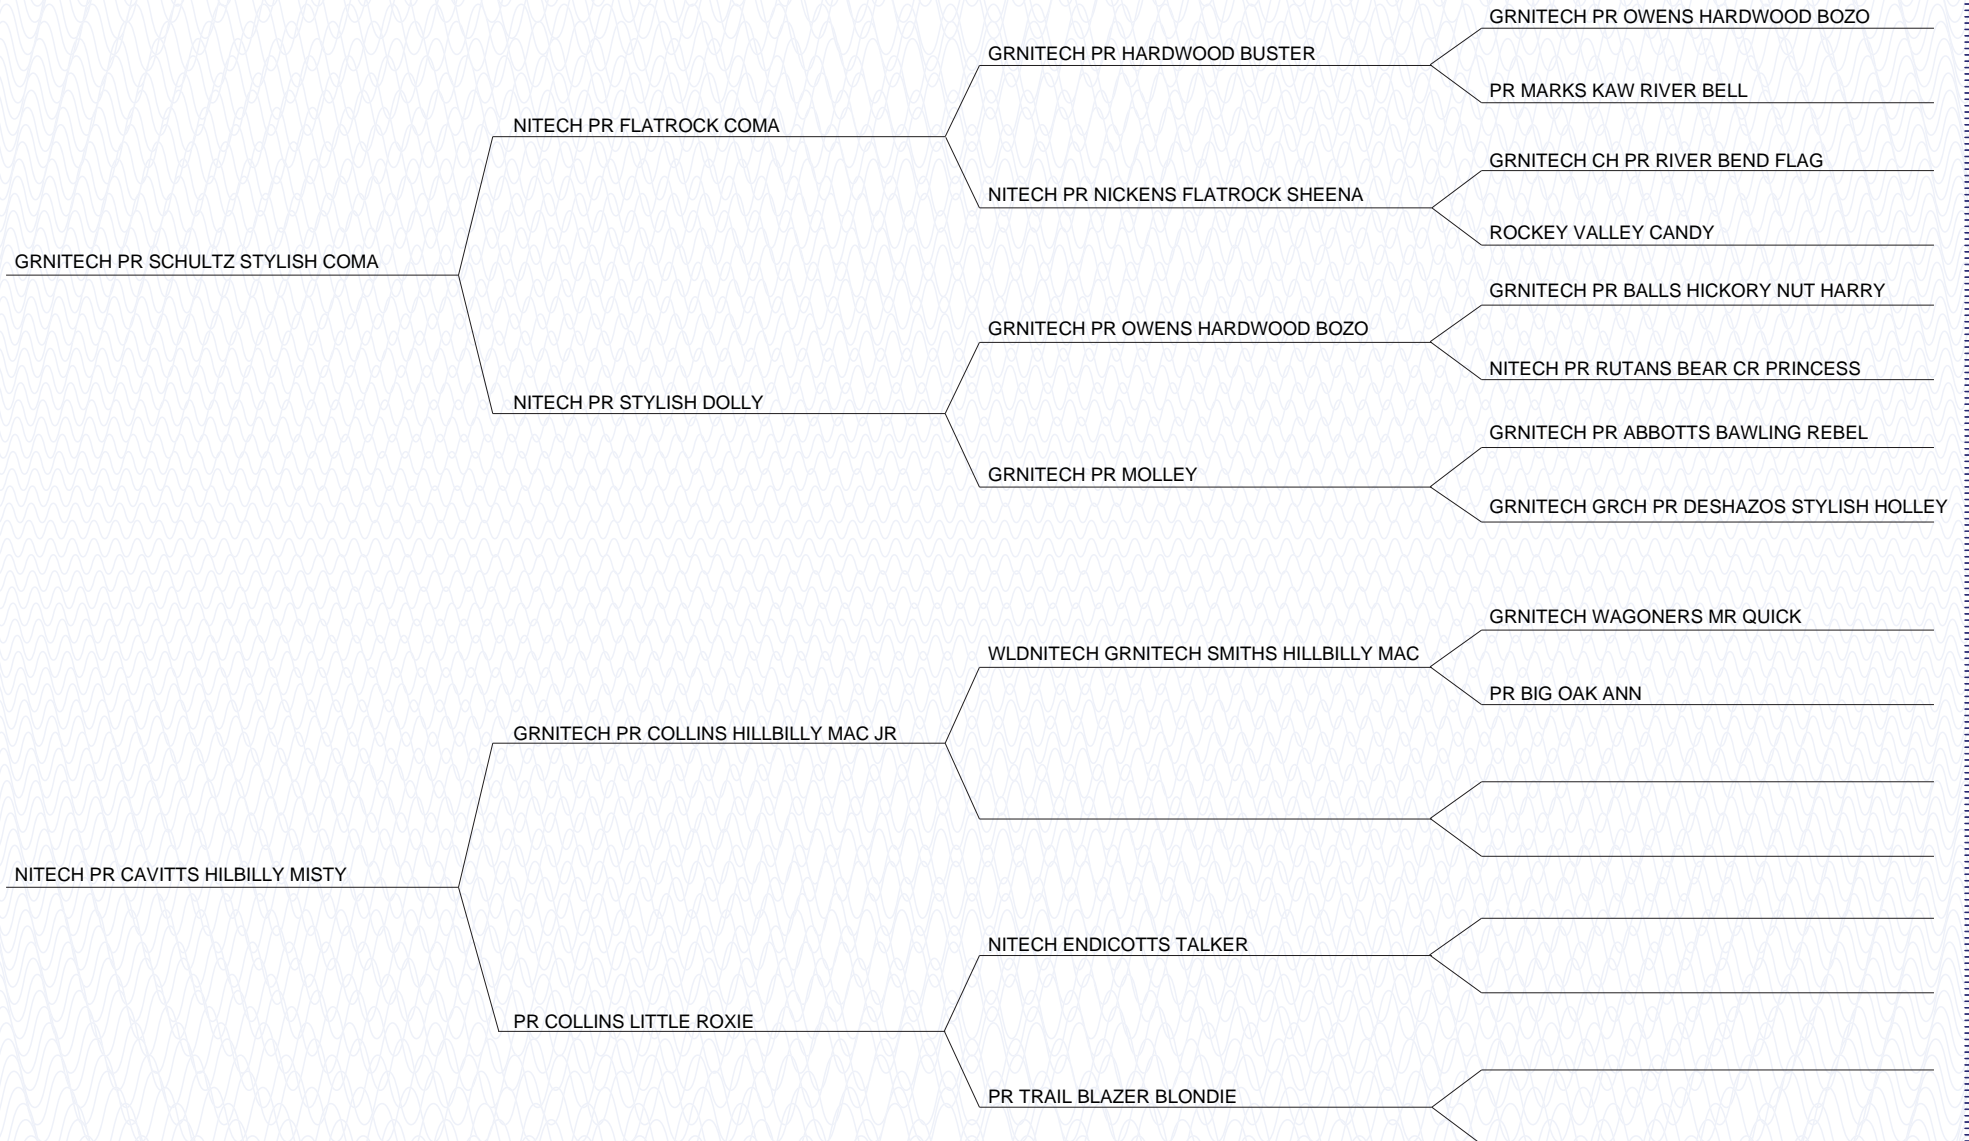 GRNITECH PR OWENS HARDWOOD BOZO
GRNITECH PR HARDWOOD BUSTER
PR MARKS KAW RIVER BELL
NITECH PR FLATROCK COMA
GRNITECH CH PR RIVER BEND FLAG
NITECH PR NICKENS FLATROCK SHEENA
ROCKEY VALLEY CANDY
GRNITECH PR SCHULTZ STYLISH COMA
GRNITECH PR BALLS HICKORY NUT HARRY
GRNITECH PR OWENS HARDWOOD BOZO
NITECH PR RUTANS BEAR CR PRINCESS
NITECH PR STYLISH DOLLY
GRNITECH PR ABBOTTS BAWLING REBEL
GRNITECH PR MOLLEY
GRNITECH GRCH PR DESHAZOS STYLISH HOLLEY
GRNITECH WAGONERS MR QUICK
WLDNITECH GRNITECH SMITHS HILLBILLY MAC
PR BIG OAK ANN
GRNITECH PR COLLINS HILLBILLY MAC JR
NITECH PR CAVITTS HILBILLY MISTY
NITECH ENDICOTTS TALKER
PR COLLINS LITTLE ROXIE
PR TRAIL BLAZER BLONDIE